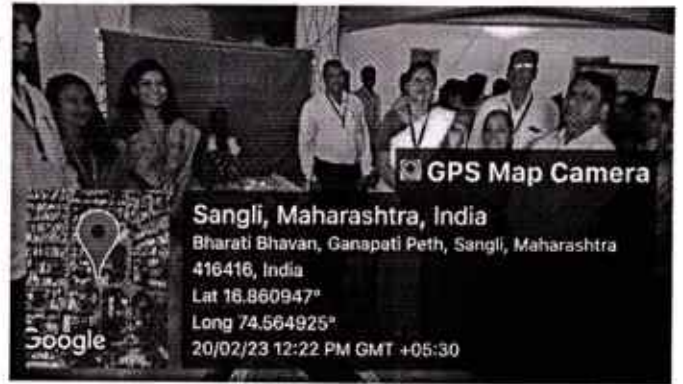 GPS Map Camera
Sangli, Maharashtra, India
Bharati Bhavan, Ganapati Peth, Sangli, Maharashtra
416416, India
Lat 16.860947°
Long 74.564925°
20/02/23 12:22 PM GMT +05:30
Google